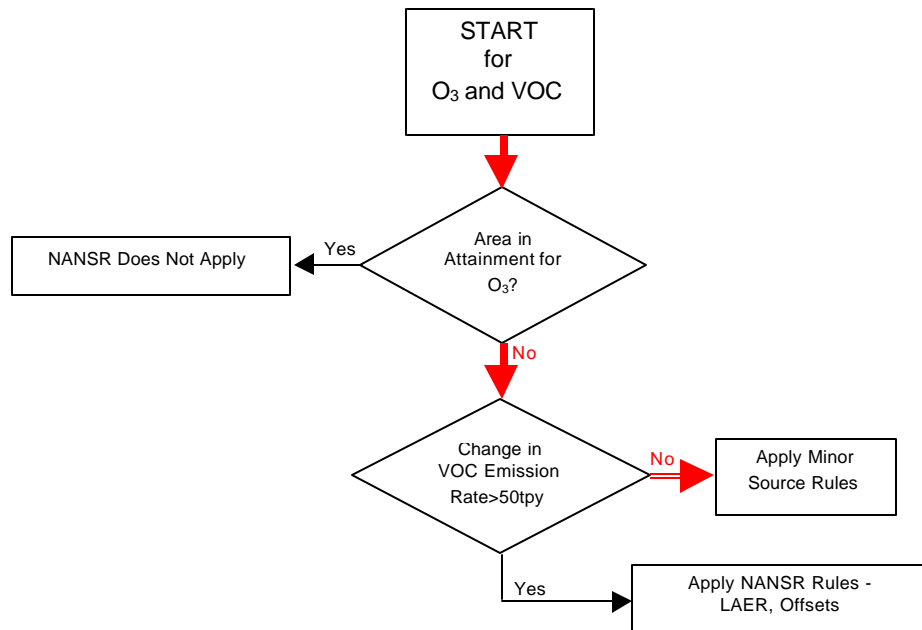 START
for
O₃ and VOC
Area in
Attainment for
O₃?
Yes
NANSR Does Not Apply
No
Change in
VOC Emission
Rate>50tpy
No
Apply Minor
Source Rules
Yes
Apply NANSR Rules -
LAER, Offsets